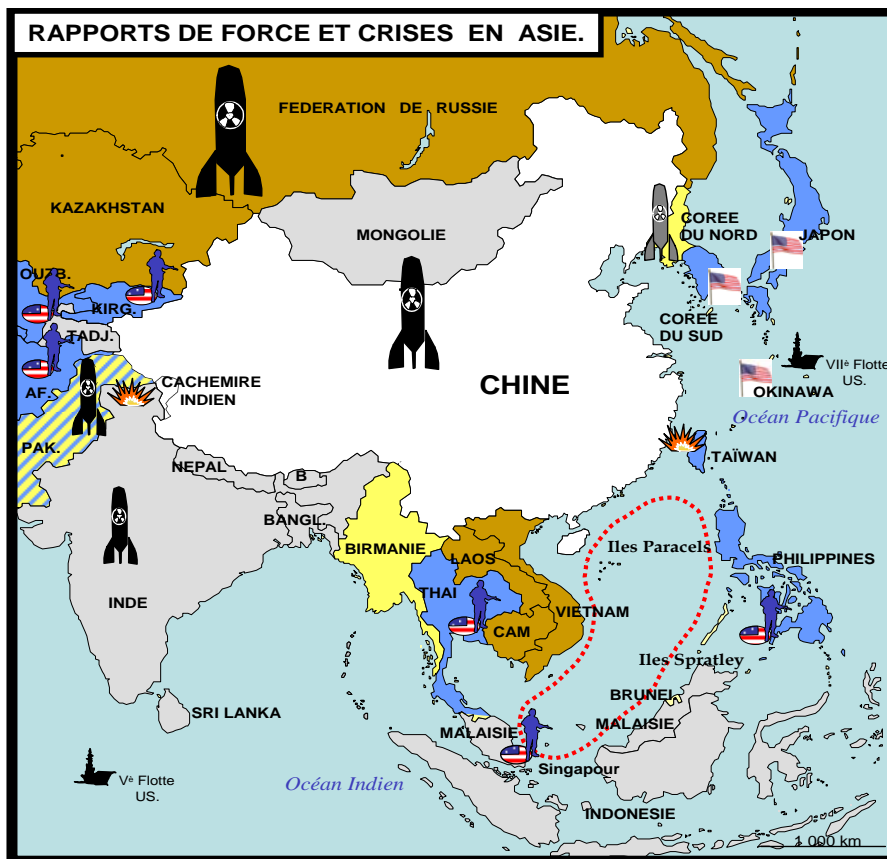 RAPPORTS DE FORCE ET CRISES EN ASIE.
FEDERATION DE RUSSIE
KAZAKHSTAN
MONGOLIE
COREE
DU NORD
JAPON
OUZB.
KIRG.
TADJ.
COREE
DU SUD
VIIè Flotte
US.
CACHEMIRE
INDIEN
CHINE
AF.
OKINAWA
Océan Pacifique
PAK.
TAÏWAN
NEPAL
B
BANGL.
BIRMANIE
LAOS
Iles Paracels
PHILIPPINES
THAI
INDE
VIETNAM
CAM
Iles Spratley
BRUNEI
SRI LANKA
MALAISIE
MALAISIE
Singapour
Vè Flotte
US.
Océan Indien
INDONESIE
1 000 km